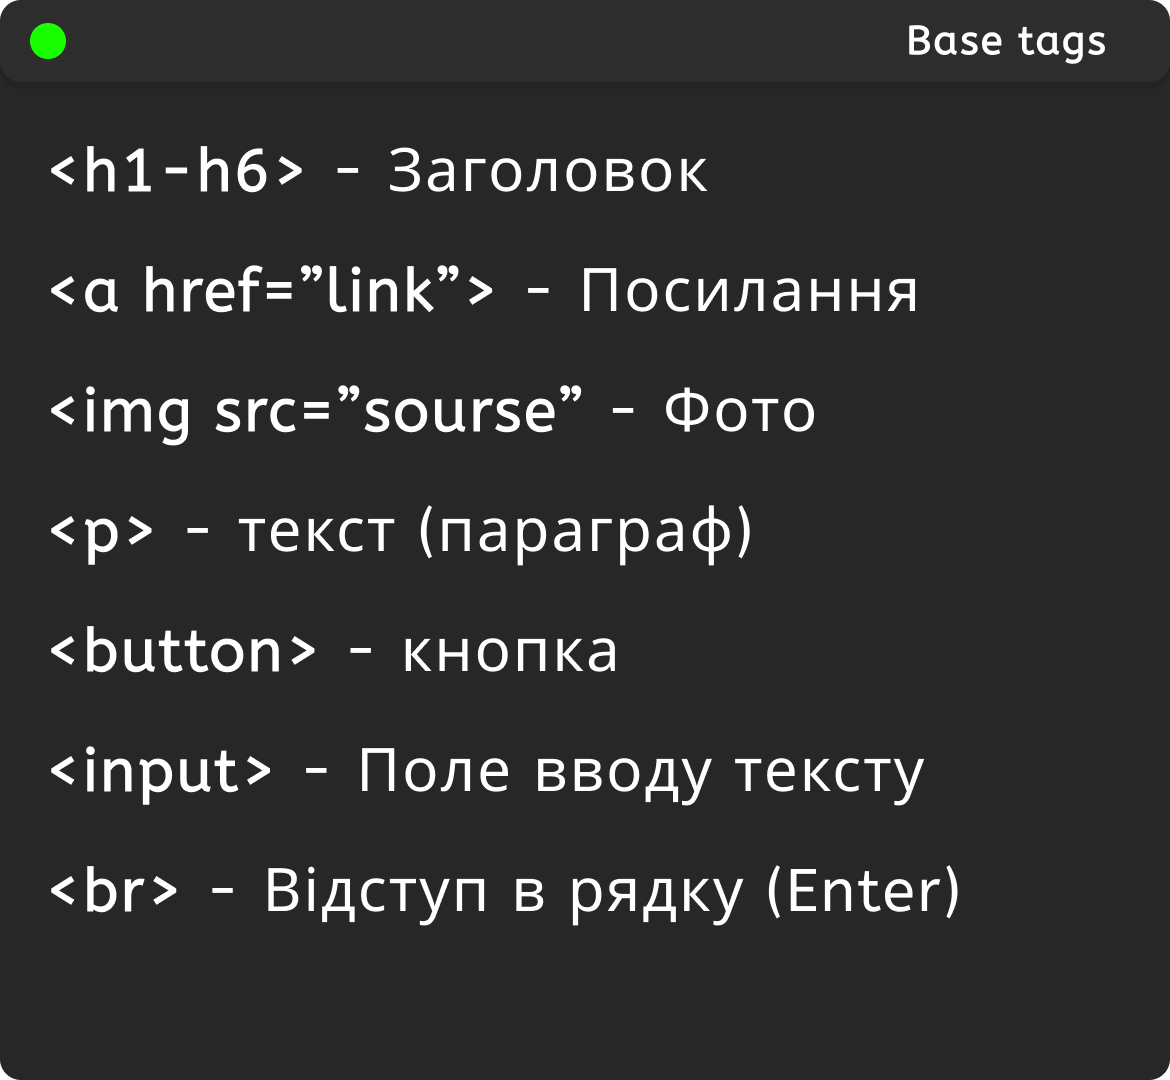 Base tags
<h1-h6> - Заголовок
<a href=”link”> - Посилання
<img src=”sourse” - Фото
<p> - текст (параграф)
<button> - кнопка
<input> - Поле вводу тексту
<br> - Відступ в рядку (Enter)